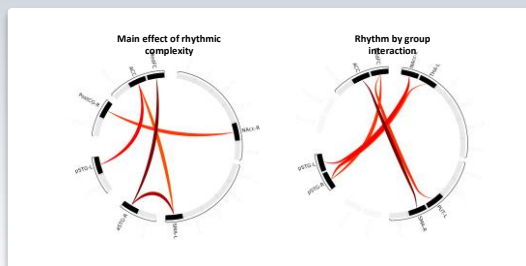 Main effect of rhythmic
complexity
Rhythm by group
interaction
ACC
PostCG-R
NAcc-R
pSTG-L
SMA-L
ACC
NAcc-L
pSTG-L
pSTG-R
PUT-L
SMA-R